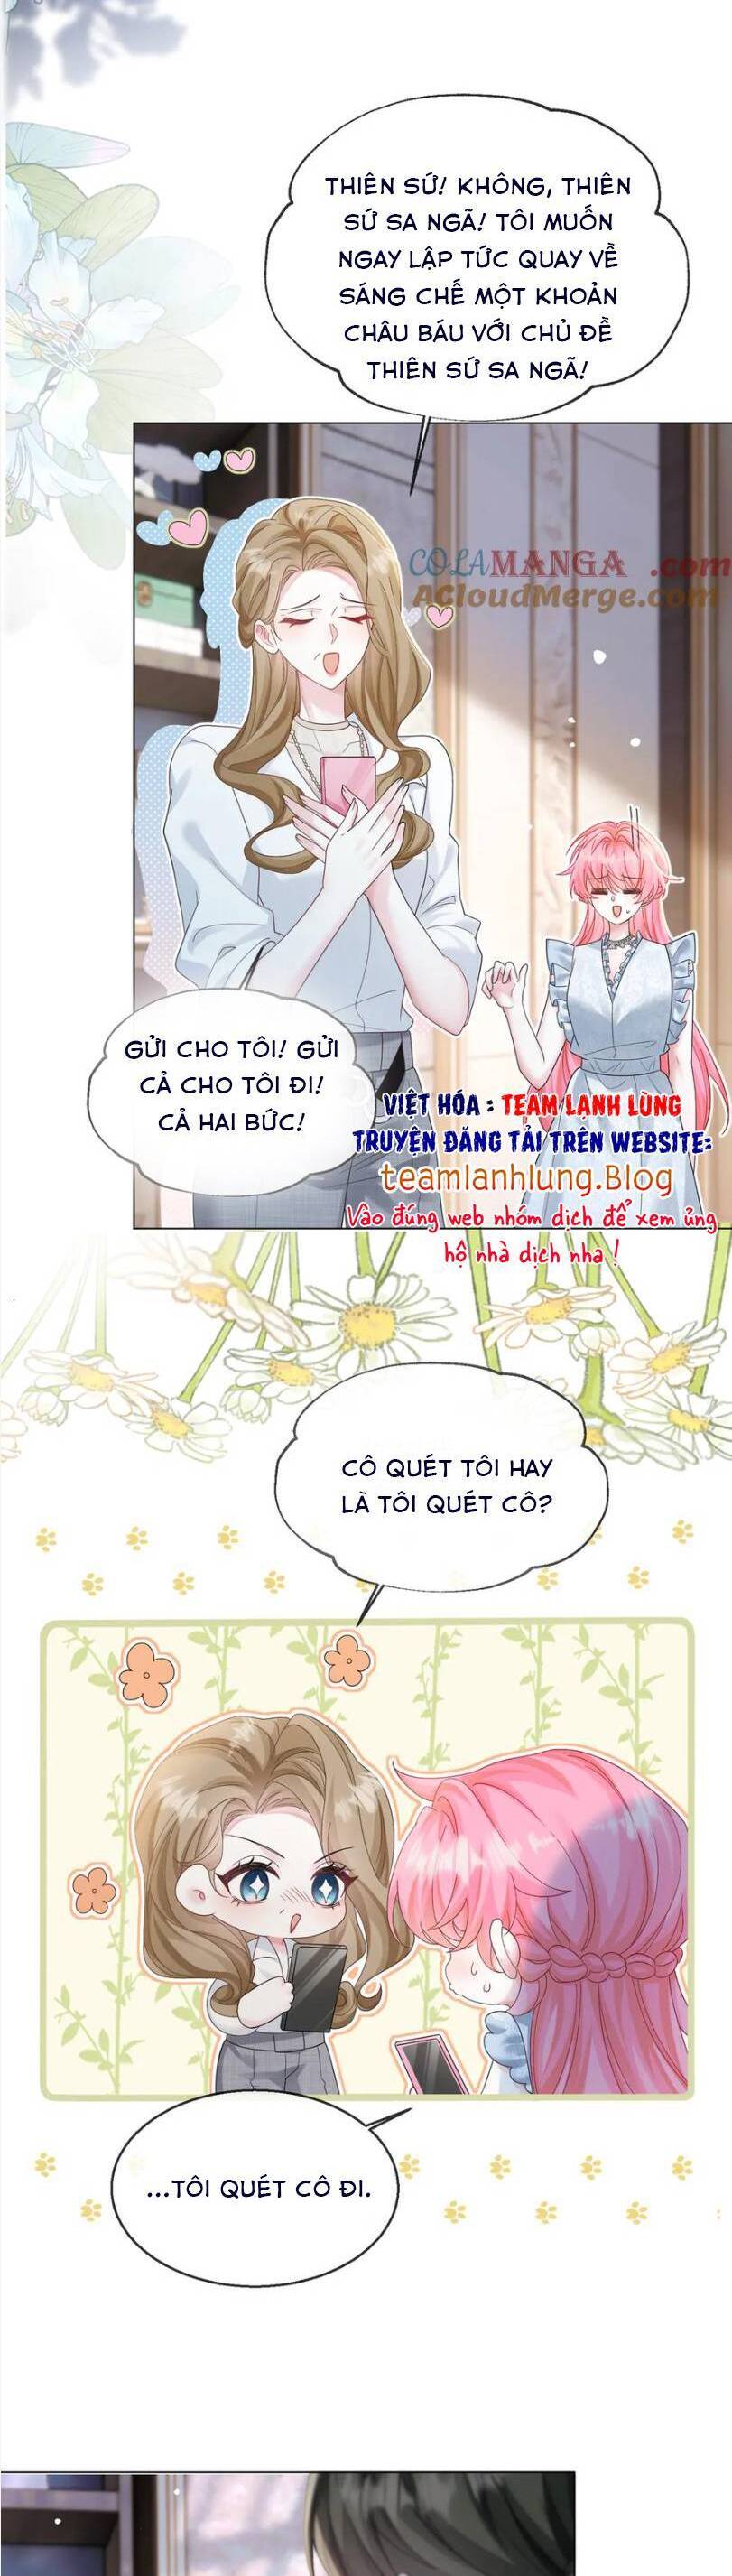 THIÊN SỨ! KHÔNG, THIÊN
SỨ SA NGÃ! TÔI MUỐN
NGAY LẬP TỨC QUAY VỀ
SÁNG CHẾ MỘT KHOẢN
CHÂU BÁU VỚI CHỦ ĐỀ
THIÊN SỨ SA NGÃ!
COLAMANGA.com
ACloudMerge.com
GỬI CHO TÔI! GỬI
CẢ CHO TÔI ĐI!
CẢ HAI BỨC!
VIỆT HÓA : TEAM LẠNH LÙNG
TRUYỆN ĐĂNG TẢI TRÊN WEBSITE:
teamlanhlung.Blog
Vào đúng web nhóm dịch để xem ủng
hộ nhà dịch nha !
CÔ QUÉT TÔI HAY
LÀ TÔI QUÉT CÔ?
...TÔI QUÉT CÔ ĐI.